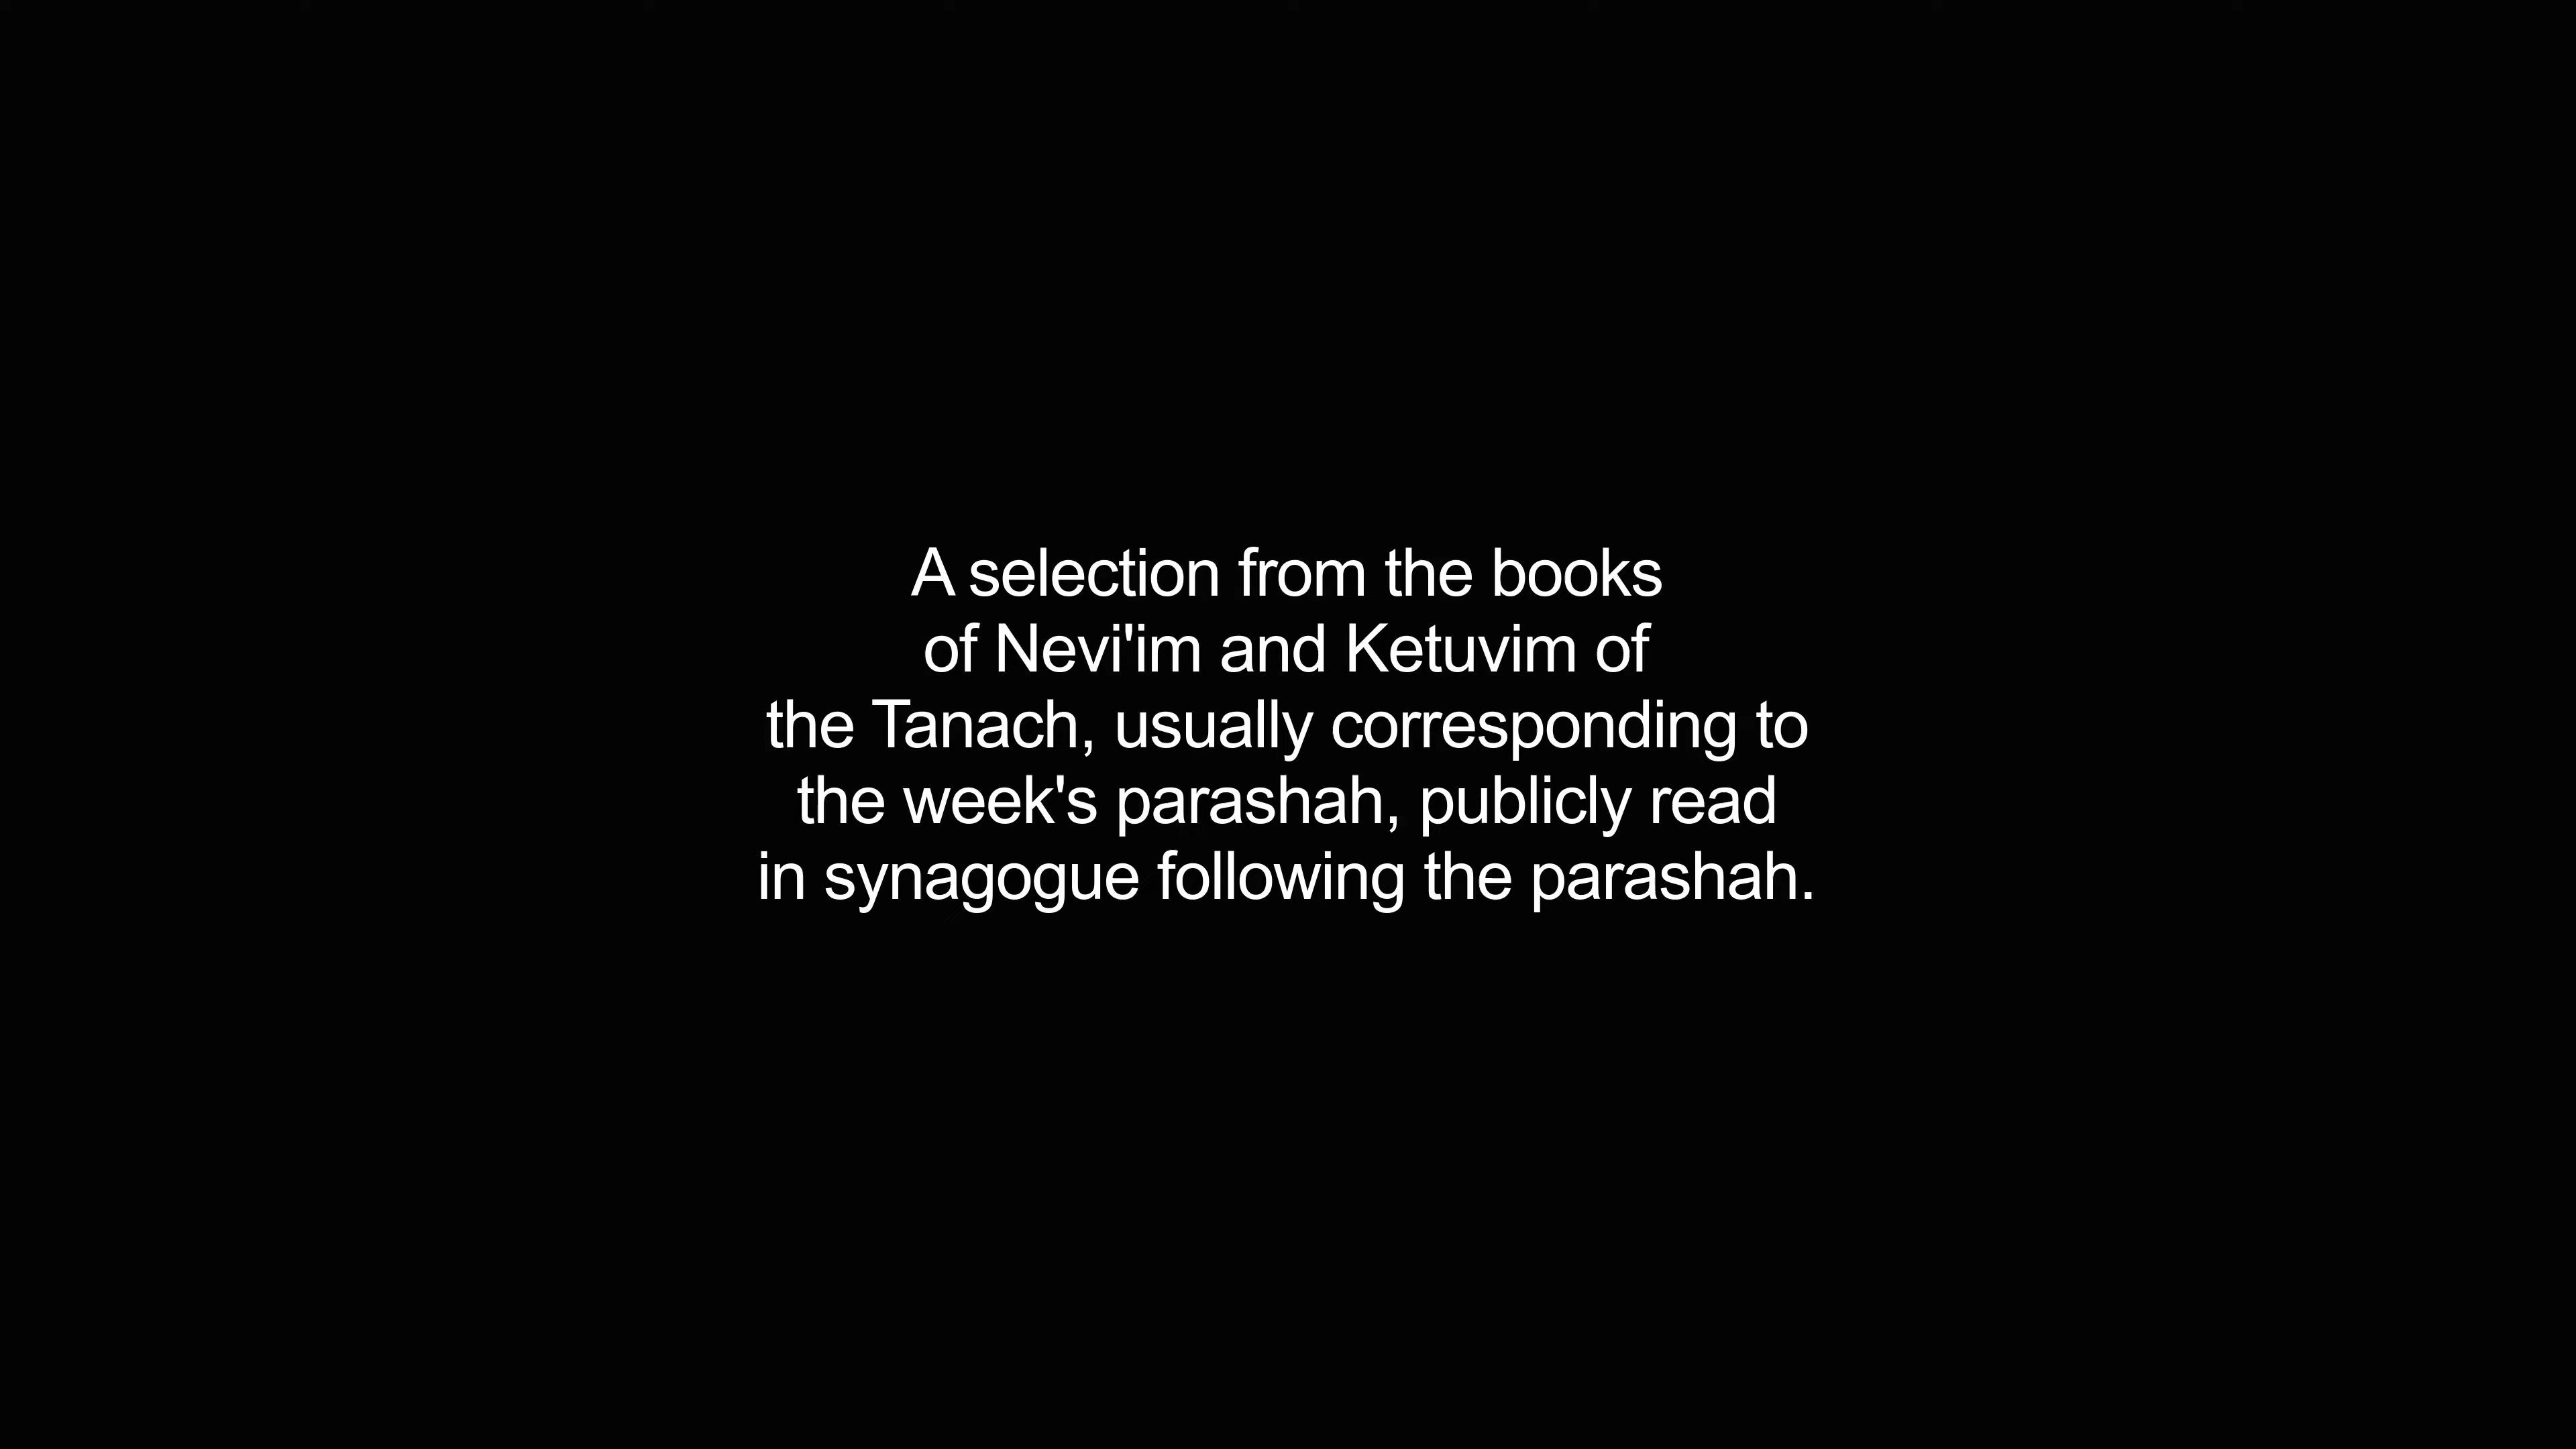 A selection from the books
of Nevi'im and Ketuvim of
the Tanach, usually corresponding to
the week's parashah, publicly read
in synagogue following the parashah.